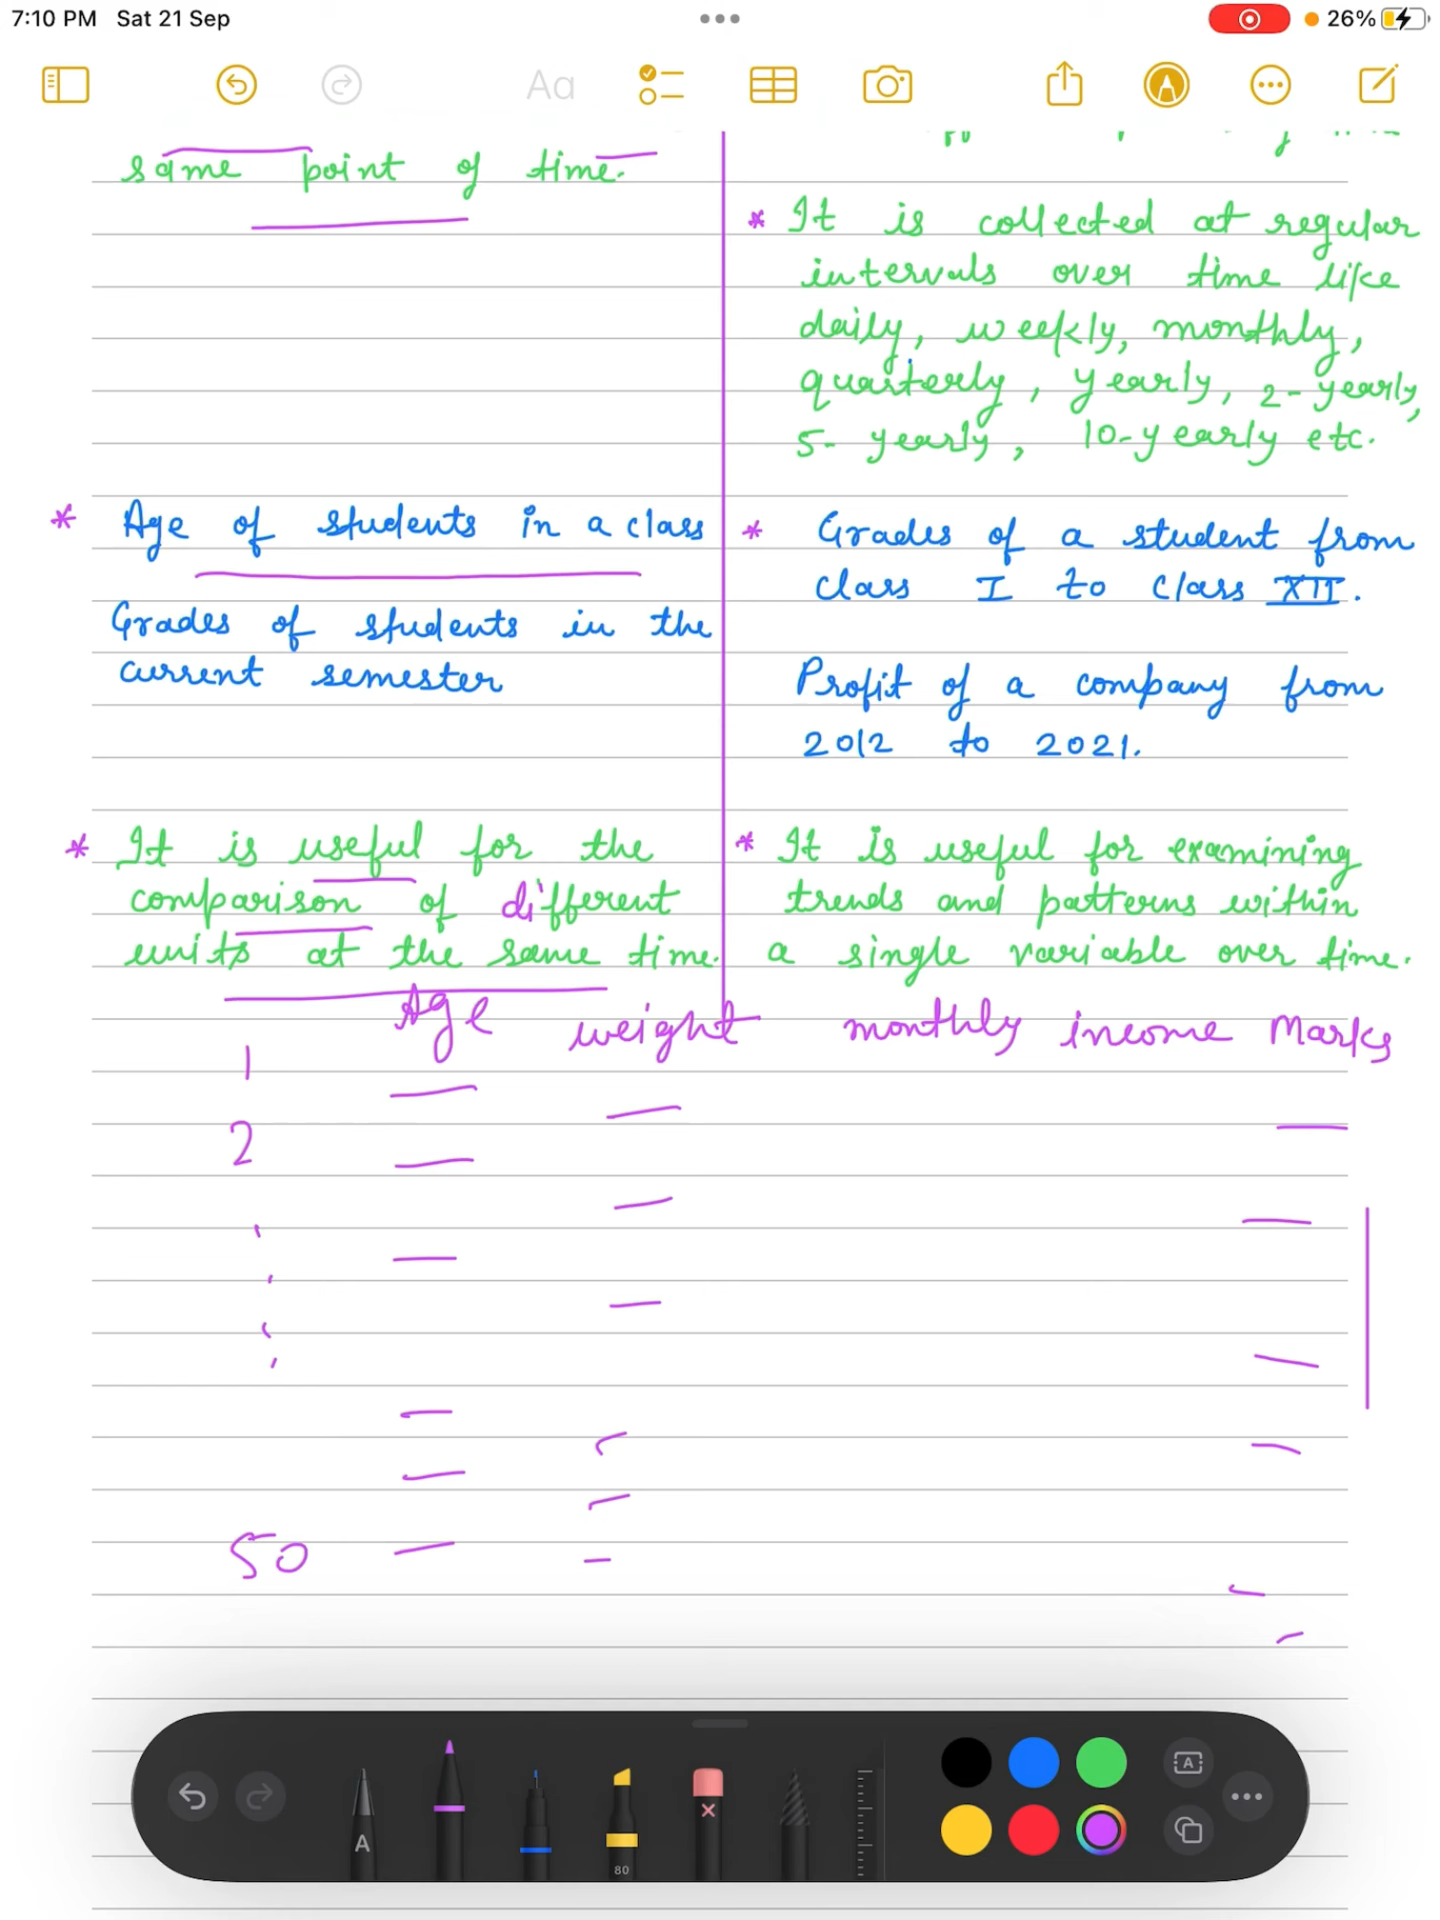 7:10 PM Sat 21 Sep
26%
Aa
same point of time.
* It is collected at regular
intervals over time like
daily, weekly, monthly,
quarterly, yearly, 2-yearly,
5-yearly, 10-yearly etc.
* Age of students in a class
Grades of students in the
current semester
* Grades of a student from
class I to class XII.
Profit of a company from
2012 to 2021.
* It is useful for the
comparison of different
units at the same time.
* It is useful for examining
trends and patterns within
a single variable over time.
Age weight monthly income Marks
1
2
50
A
80
A